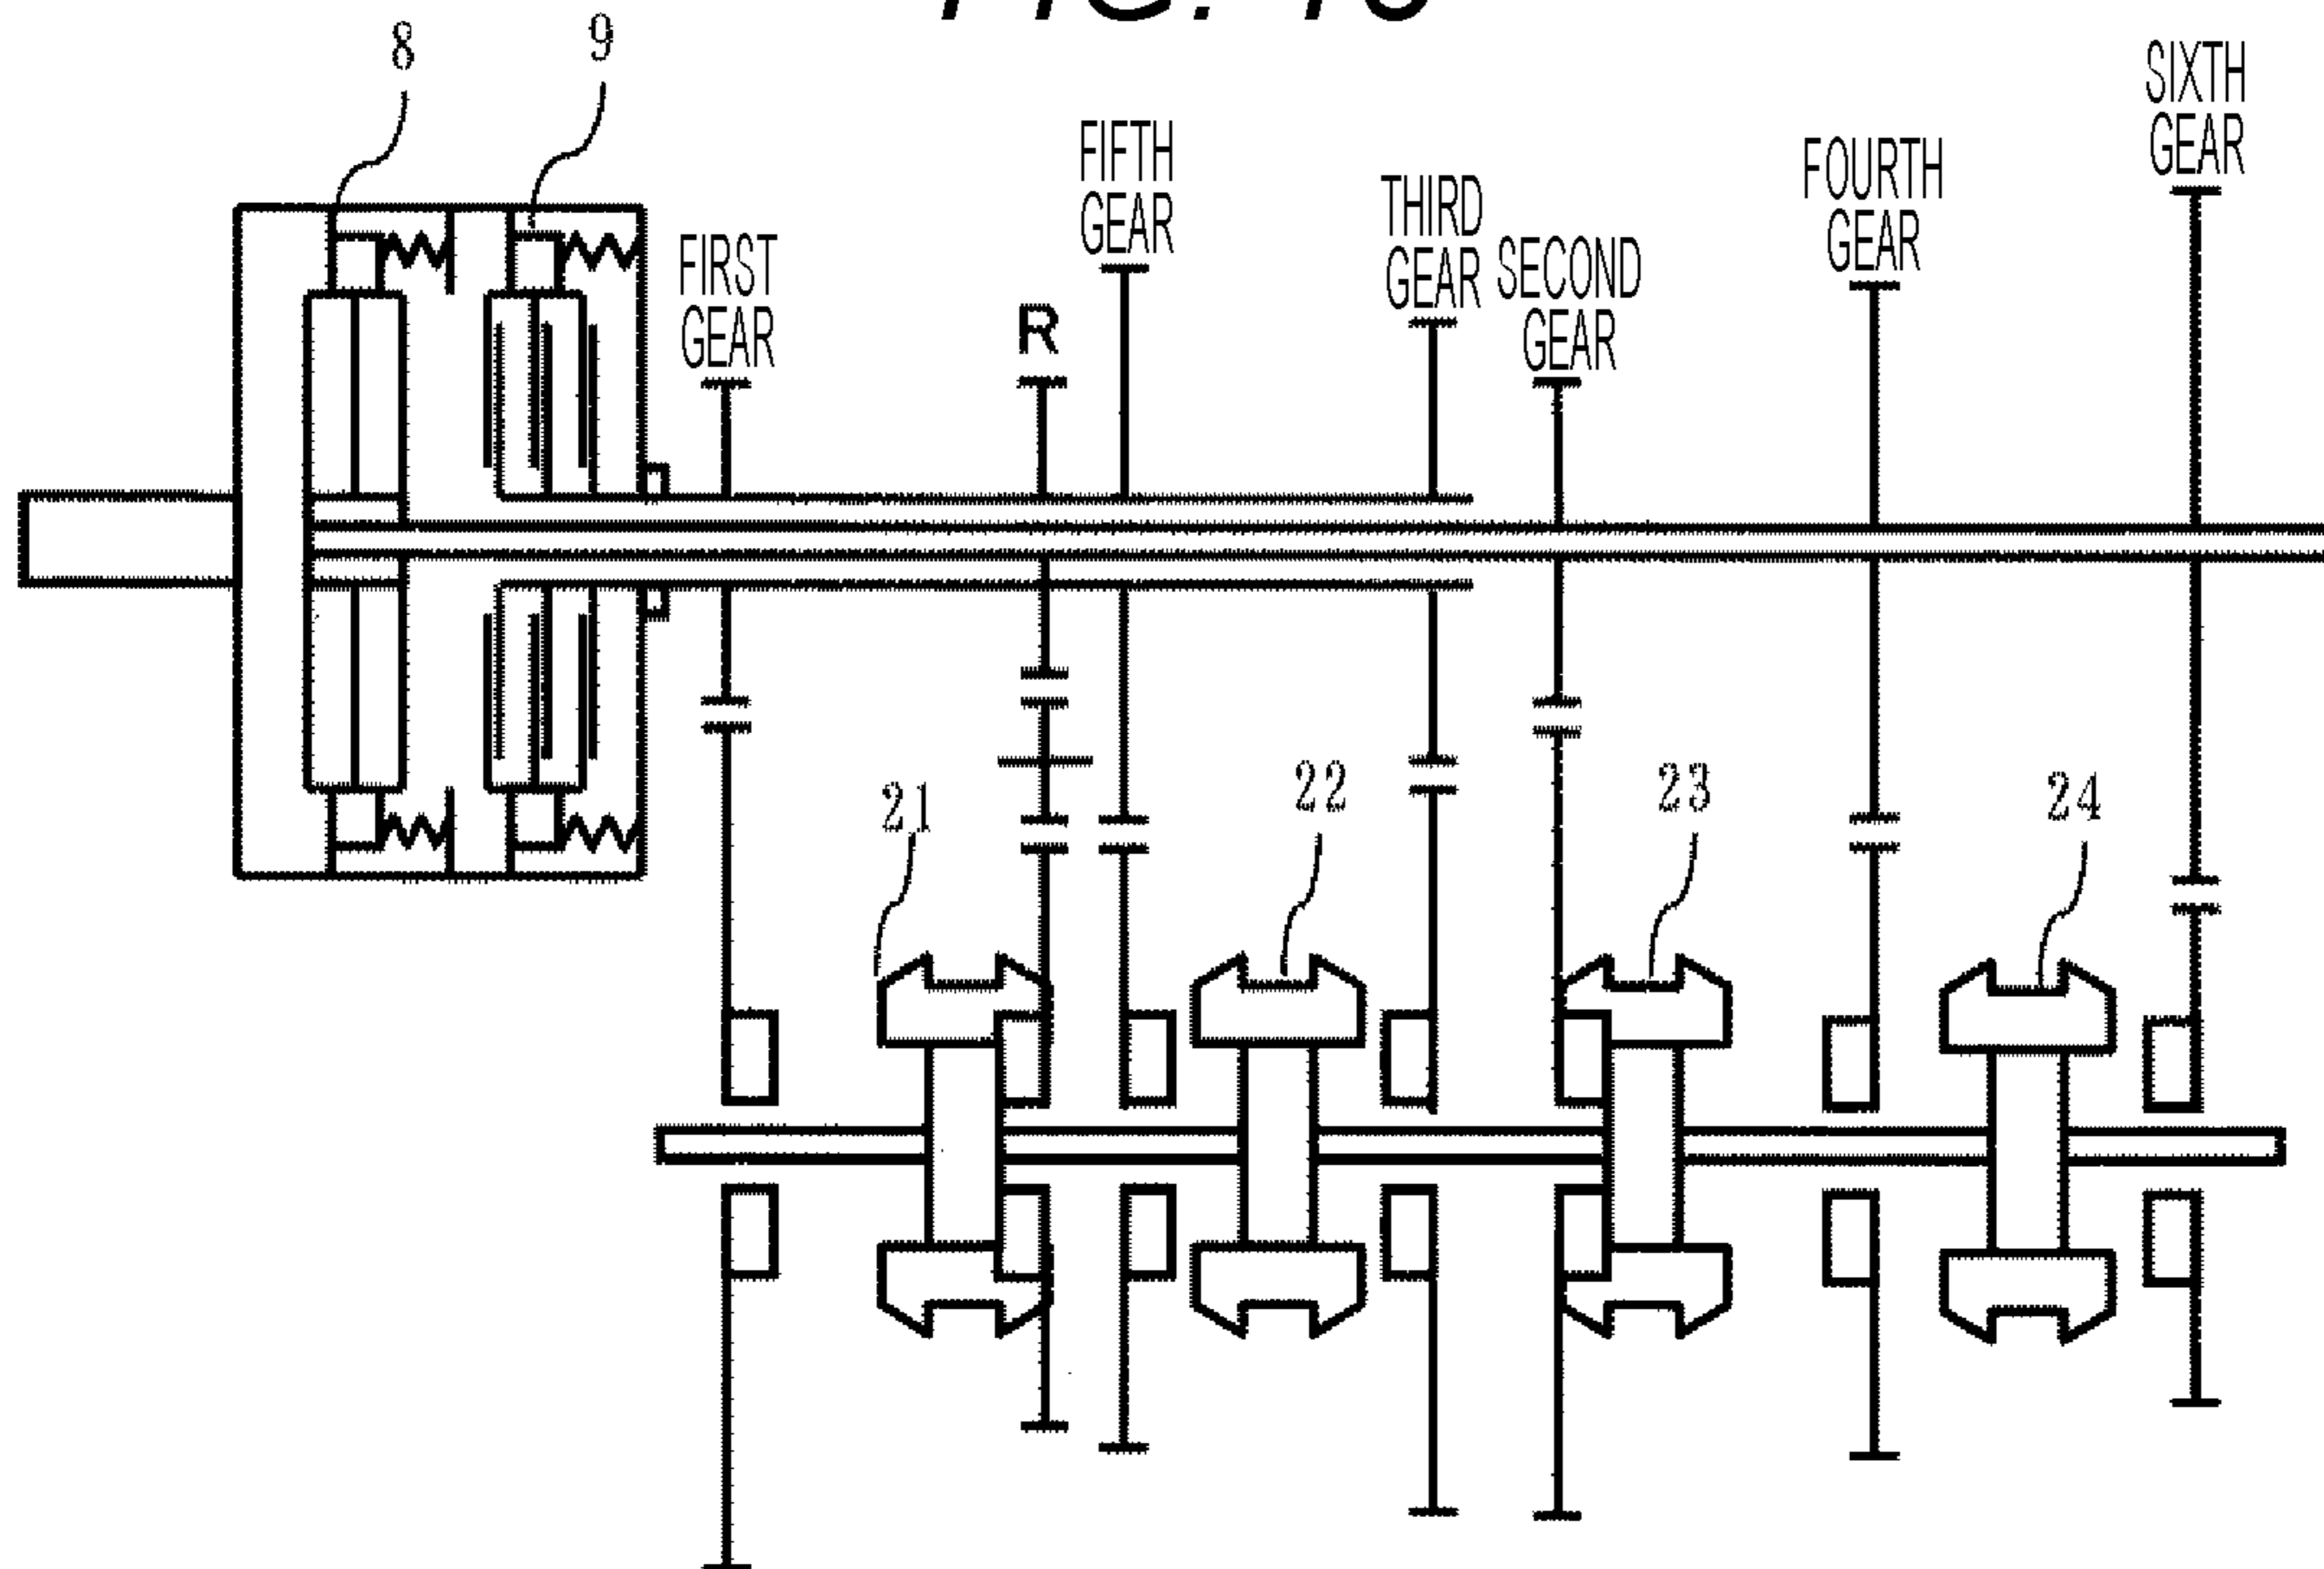 8
9
FIRST
GEAR
R
FIFTH
GEAR
THIRD
GEAR
SECOND
GEAR
FOURTH
GEAR
SIXTH
GEAR
21
22
23
24